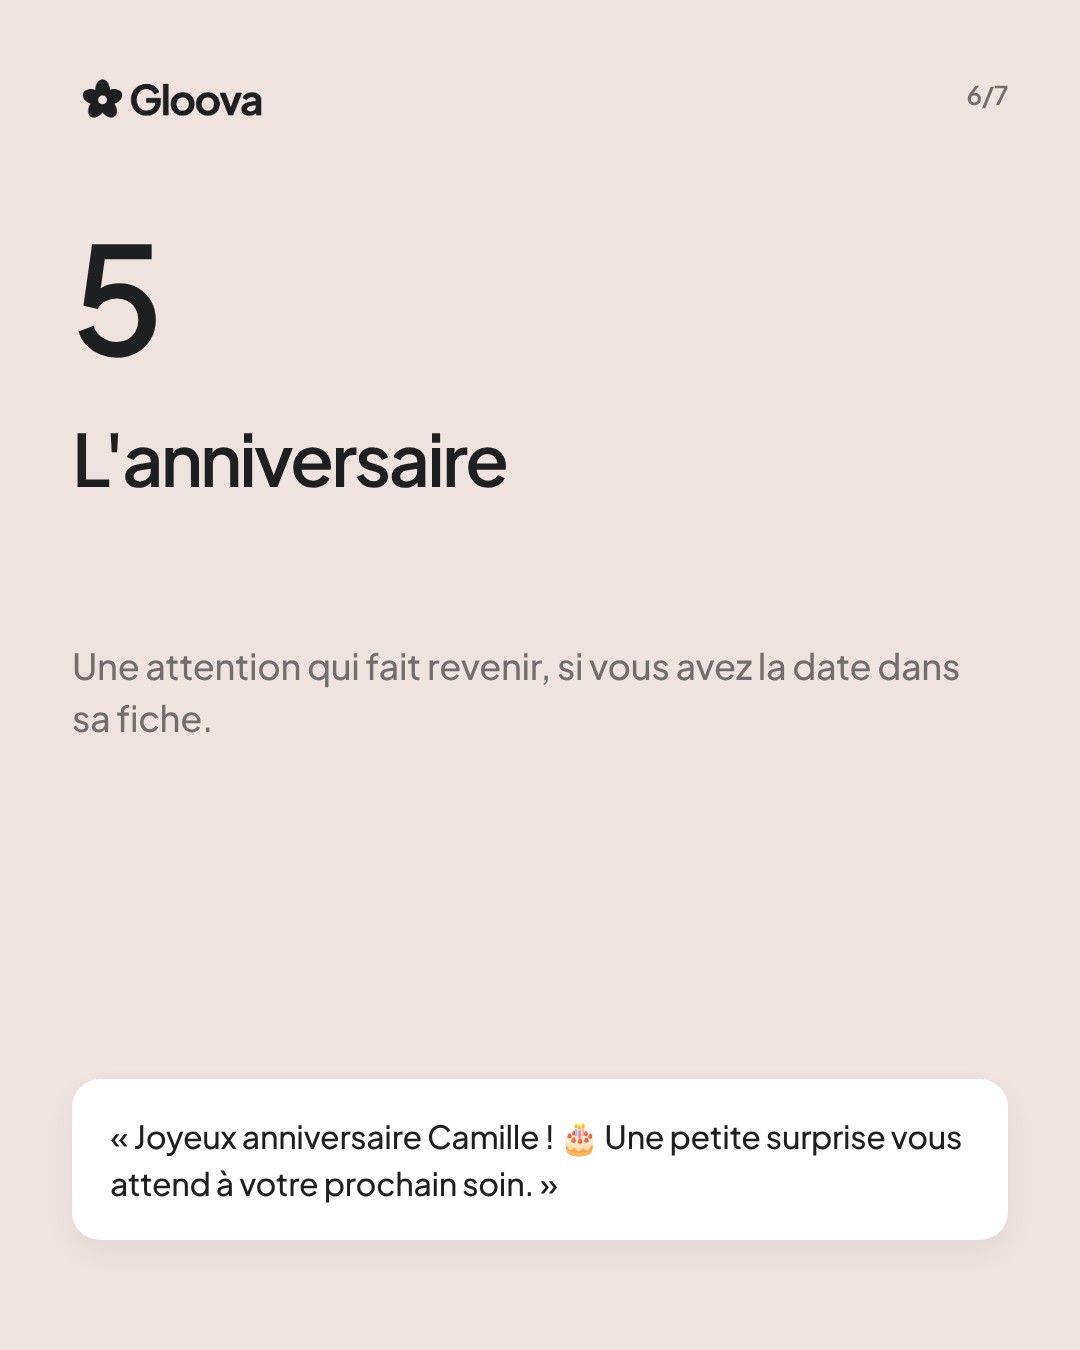 Gloova
6/7
5
L'anniversaire
Une attention qui fait revenir, si vous avez la date dans
sa fiche.
« Joyeux anniversaire Camille ! 🎂 Une petite surprise vous
attend à votre prochain soin. »